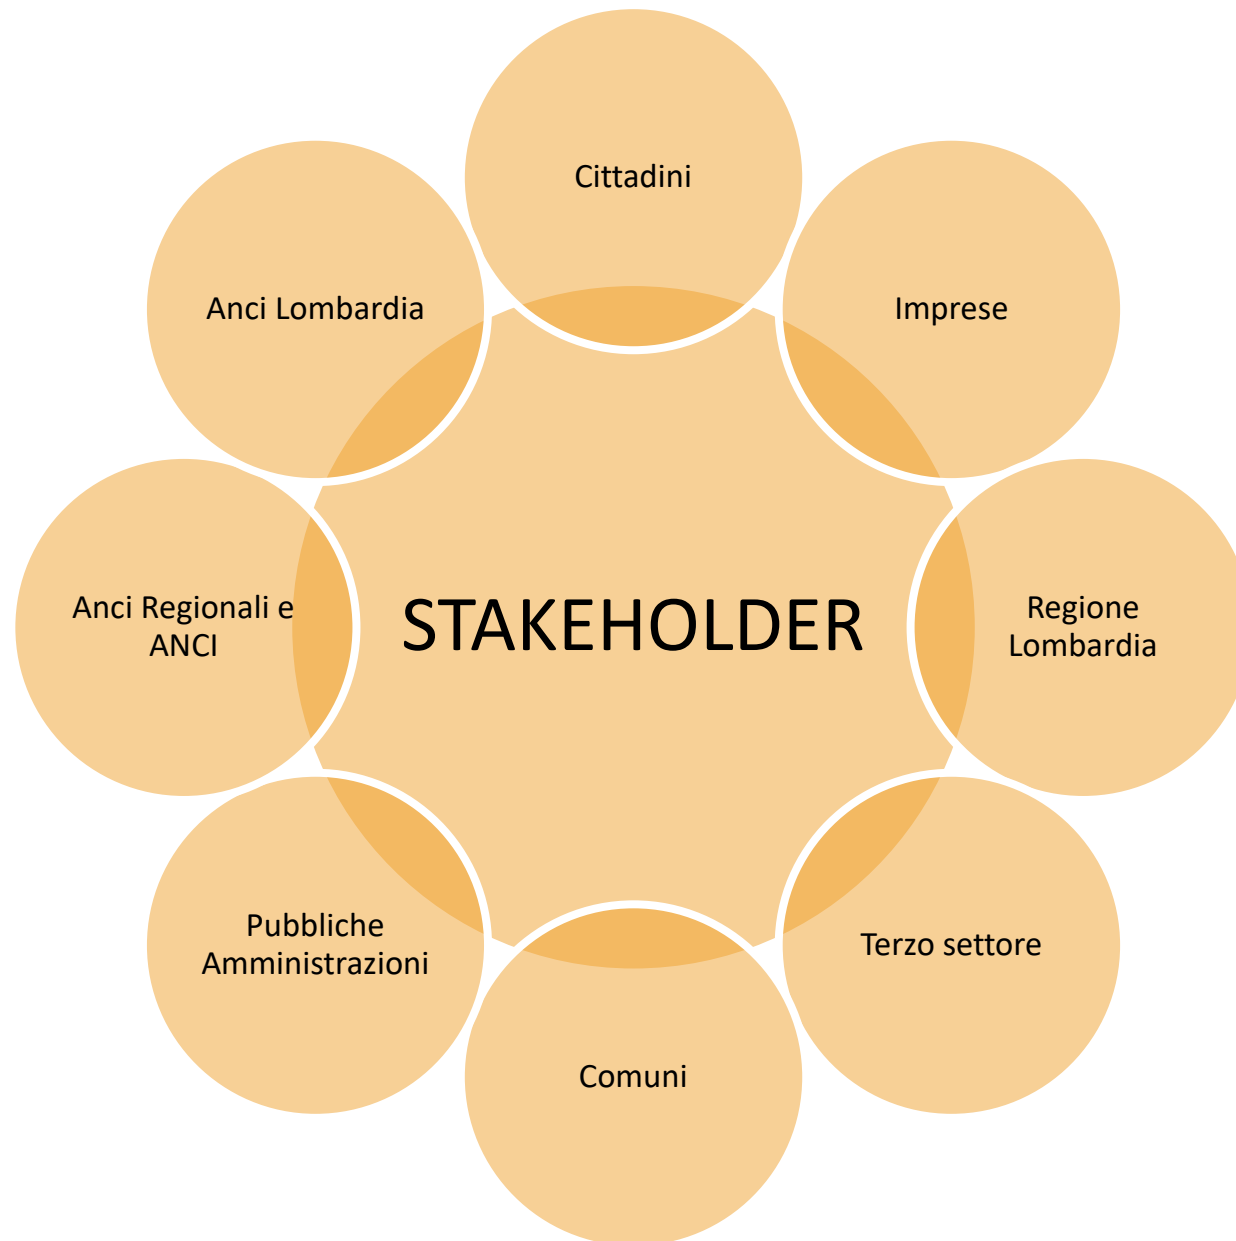 Cittadini
Anci Lombardia
Imprese
Anci Regionali e
ANCI
STAKEHOLDER
Regione
Lombardia
Pubbliche
Amministrazioni
Terzo settore
Comuni